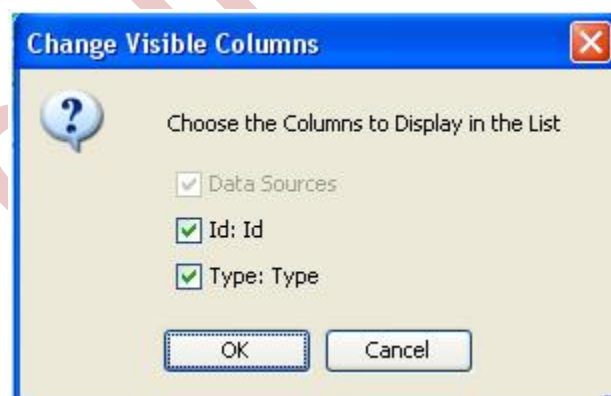 Change Visible Columns
Choose the Columns to Display in the List
Data Sources
Id: Id
Type: Type
OK Cancel